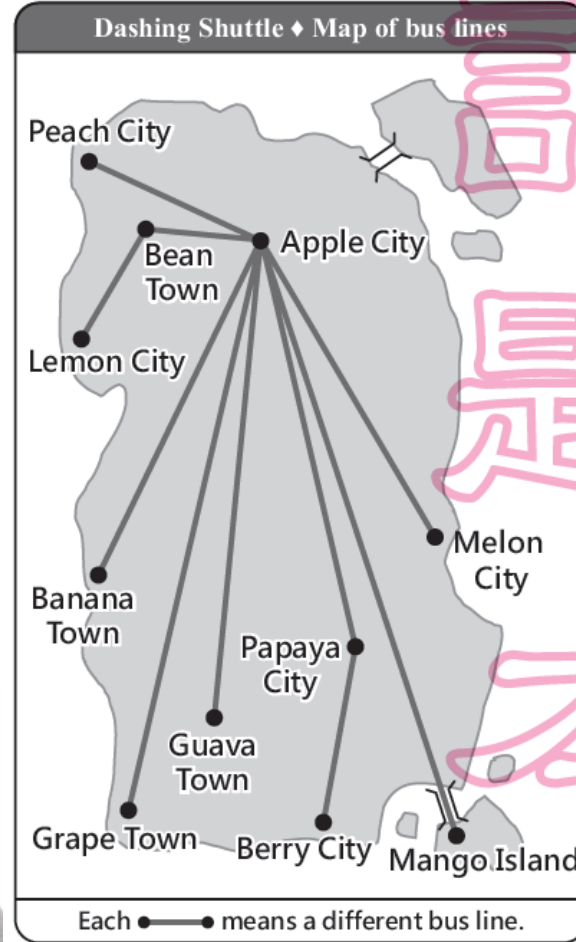 Dashing Shuttle ♦ Map of bus lines
Peach City
Apple City
Bean
Town
Lemon City
Melon
City
Banana
Town
Papaya
City
Guava
Town
Grape Town
Berry City
Mango Island
Each ●━● means a different bus line.